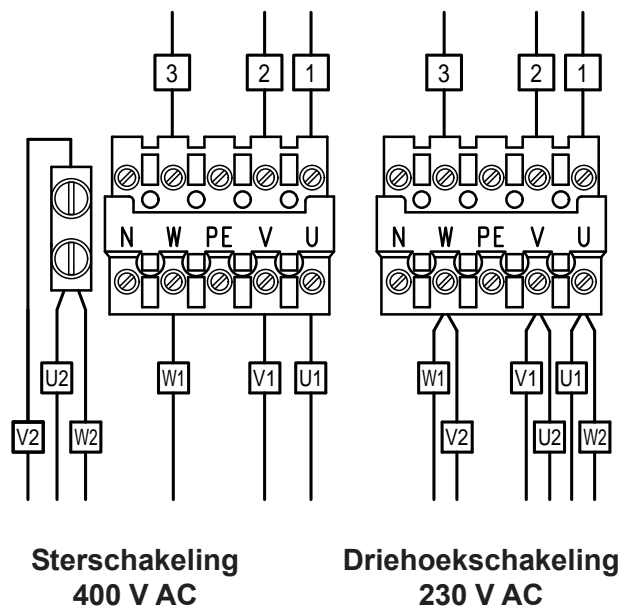 3 2 1
N W PE V U
U2 W1 V1 U1
V2 W2
Sterschakeling
400 V AC
3 2 1
N W PE V U
W1 V1 U1
V2 U2 W2
Driehoekschakeling
230 V AC